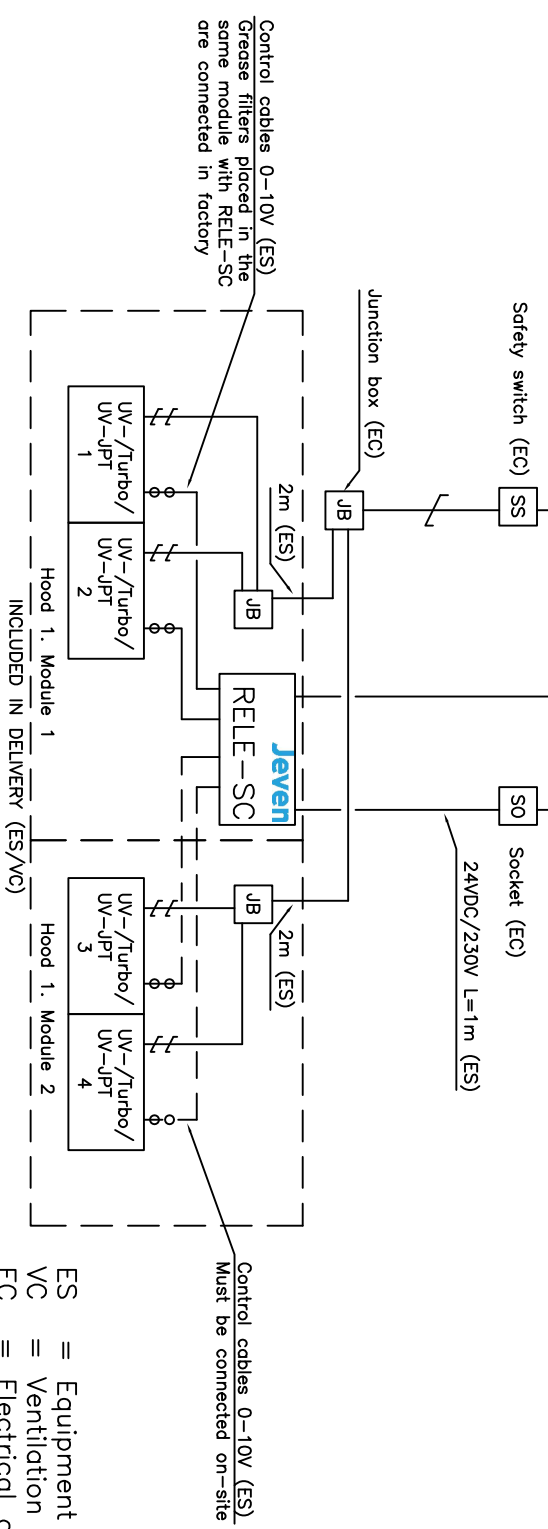 Safety switch (EC)
SS
SO
Socket (EC)
24VDC/230V L=1m (ES)
Junction box (EC)
JB
2m (ES)
2m (ES)
Control cables 0-10V (ES)
Grease filters placed in the
same module with RELE-SC
are connected in factory
JB
Jeven
RELE-SC
JB
Control cables 0-10V (ES)
Must be connected on-site
UV-/Turbo/
UV-JPT
1
UV-/Turbo/
UV-JPT
2
UV-/Turbo/
UV-JPT
3
UV-/Turbo/
UV-JPT
4
Hood 1. Module 1
Hood 1. Module 2
INCLUDED IN DELIVERY (ES/VC)
ES = Equipment
VC = Ventilation
EC = Electrical